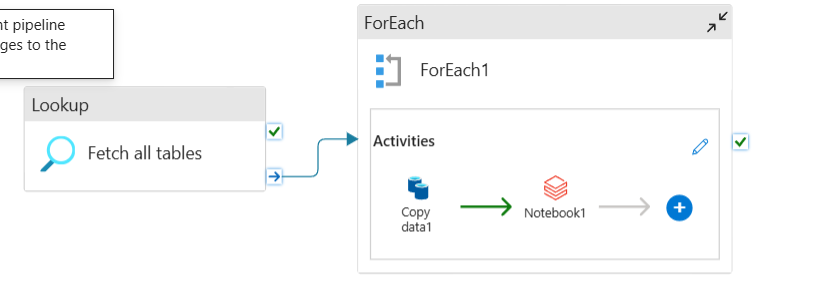 nt pipeline
ges to the
Lookup
Fetch all tables
ForEach
ForEach1
Activities
Copy
data1
Notebook1